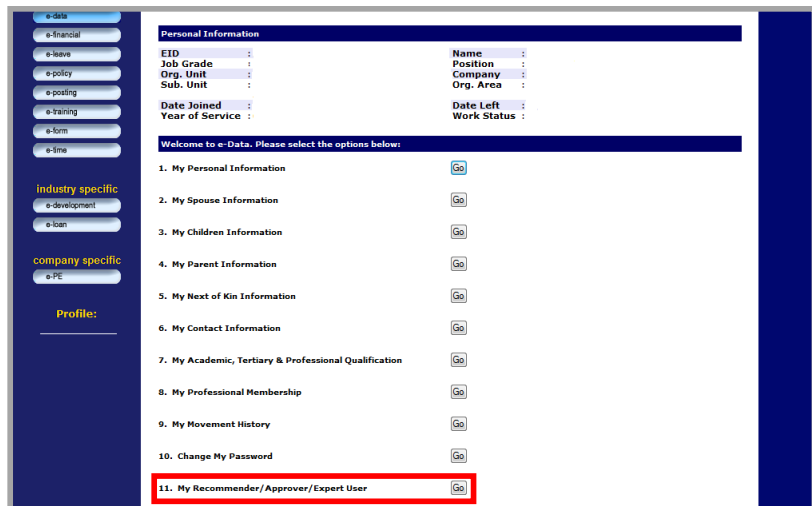 e-data
e-financial
e-leave
e-policy
e-posting
e-training
e-form
e-time
industry specific
e-development
e-loan
company specific
e-PE
Profile:
Personal Information
EID : Name :
Job Grade : Position :
Org. Unit : Company :
Sub. Unit : Org. Area :
Date Joined : Date Left :
Year of Service : Work Status :
Welcome to e-Data. Please select the options below:
1. My Personal Information Go
2. My Spouse Information Go
3. My Children Information Go
4. My Parent Information Go
5. My Next of Kin Information Go
6. My Contact Information Go
7. My Academic, Tertiary & Professional Qualification Go
8. My Professional Membership Go
9. My Movement History Go
10. Change My Password Go
11. My Recommender/Approver/Expert User Go